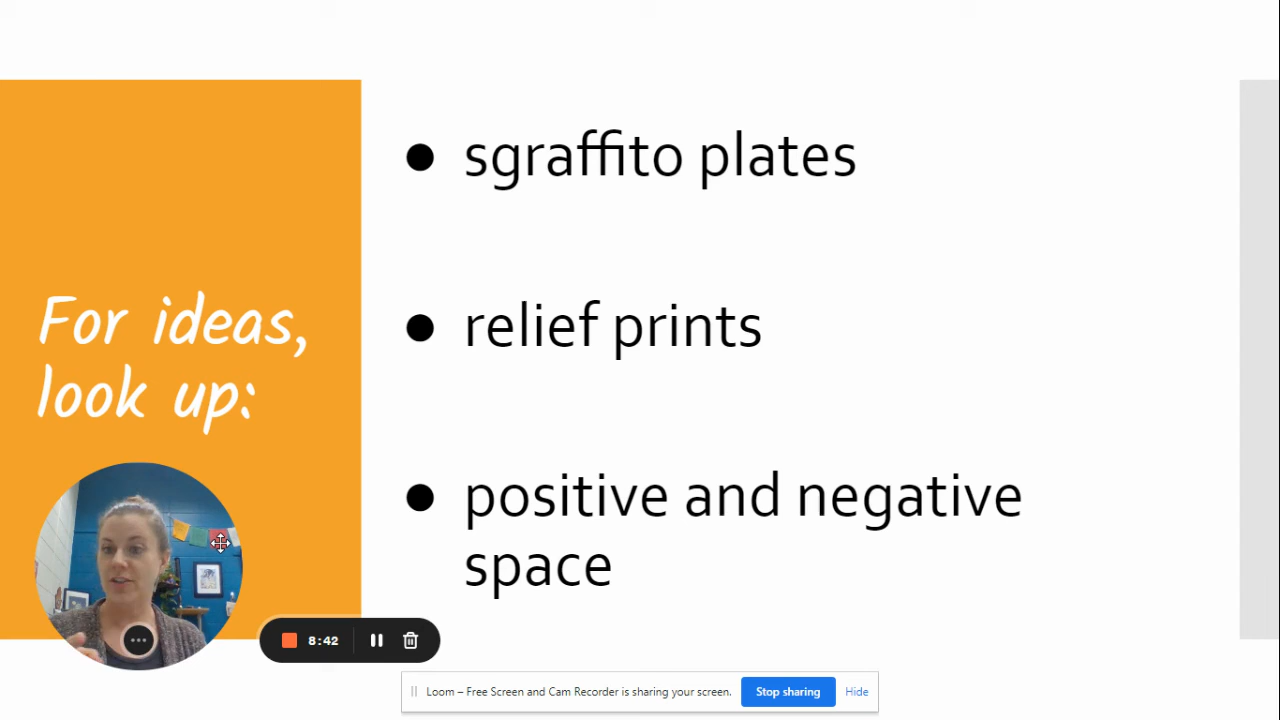 For ideas,
look up:
● sgraffito plates
● relief prints
● positive and negative
space
8:42
Loom – Free Screen and Cam Recorder is sharing your screen.
Stop sharing
Hide